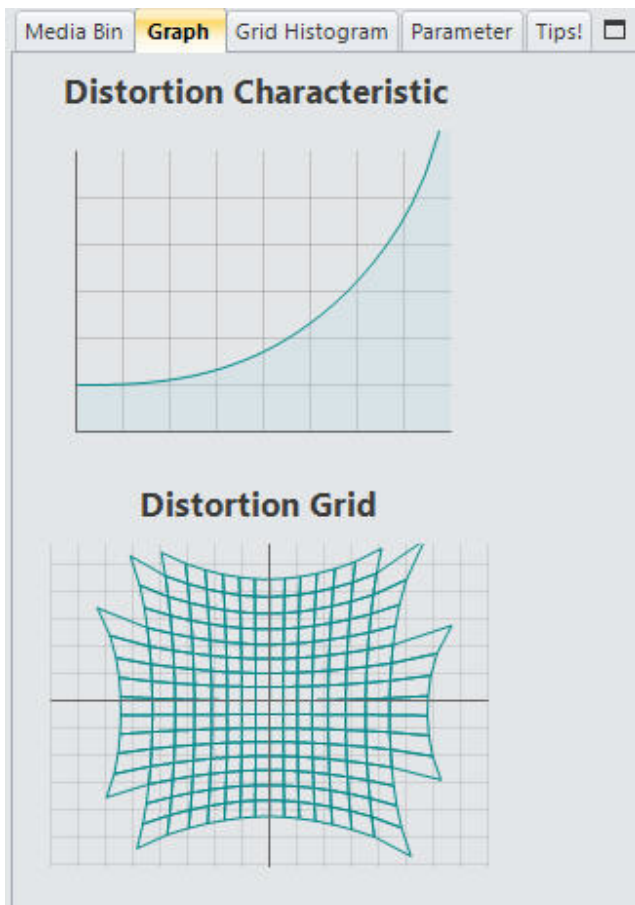 Media Bin Graph Grid Histogram Parameter Tips!
Distortion Characteristic
Distortion Grid